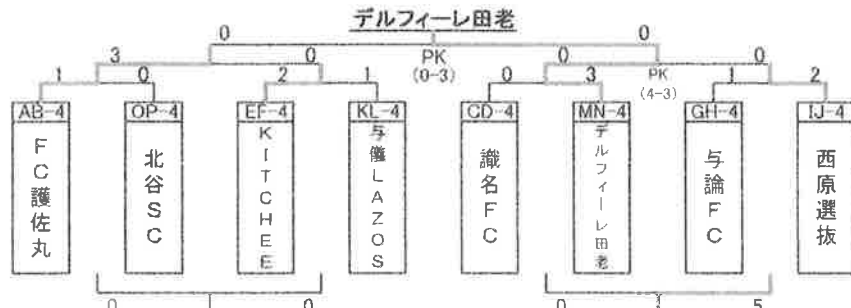 デルフィーレ田老
0 0
3 0 PK 0 0
(0-3) PK
1 0 2 1 0 3 (4-3) 1 2
AB-4 OP-4 EF-4 KL-4 CD-4 MN-4 GH-4 IJ-4
FC護佐丸
北谷SC
KITCHEE
与儀LAZOS
識名FC
デルフィーレ田老
与論FC
西原選抜
0 0 0 5